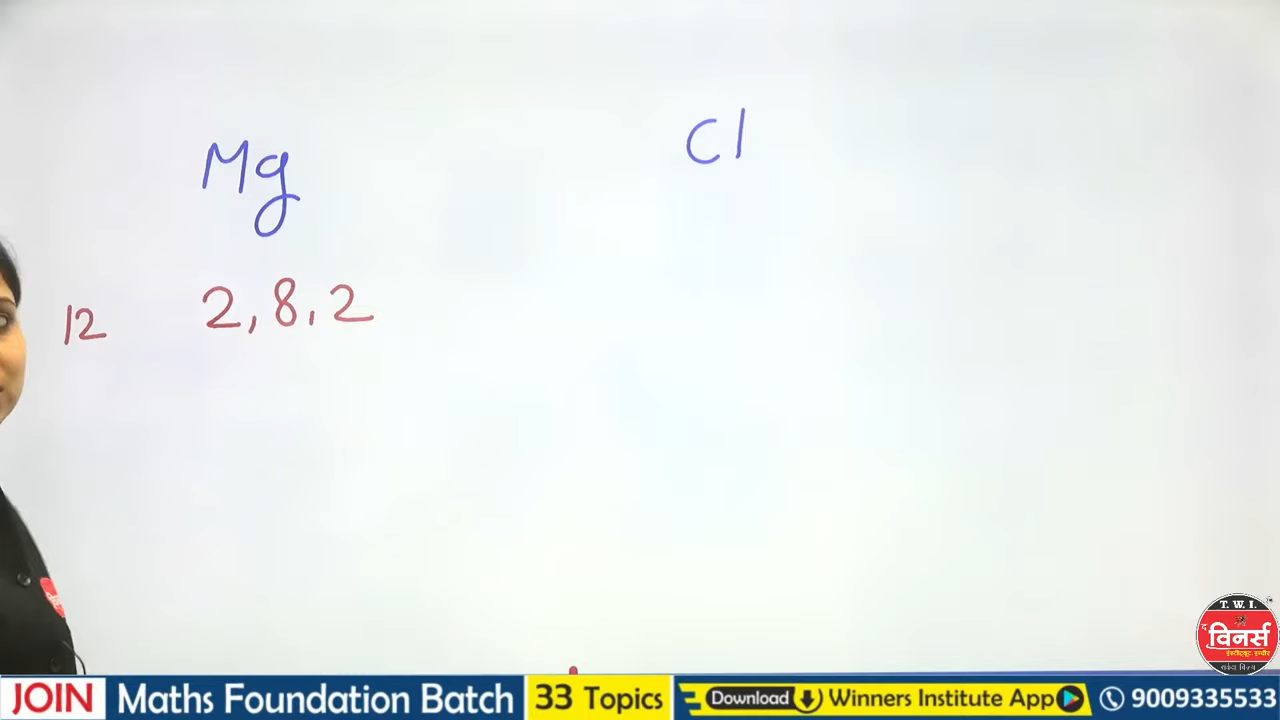 Mg Cl
12 2, 8, 2
T. W. I.
द विनर्स
JOIN Maths Foundation Batch 33 Topics Download Winners Institute App 9009335533